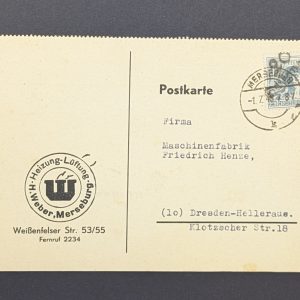 Postkarte
MERSEBURG
Firma
Maschinenfabrik
Friedrich Henze,
(10) Dresden-Hellerau.
Klotzscher Str.18
Heizung-Lüftung
H.Weber, Merseburg.
Weißenfelser Str. 53/55
Fernruf 2234